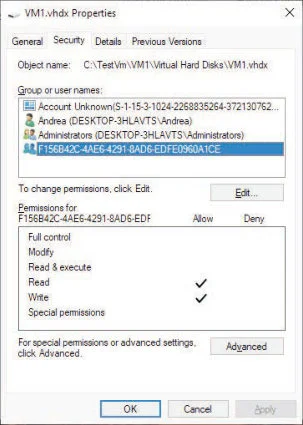 VM1.vhdx Properties
General Security Details Previous Versions
Object name: C:\TestVm\VM1\Virtual Hard Disks\VM1.vhdx
Group or user names:
Account Unknown(S-1-15-3-1024-2268835264-372130762...
Andrea (DESKTOP-3HLAVTS\Andrea)
Administrators (DESKTOP-3HLAVTS\Administrators)
F156B42C-4AE6-4291-8AD6-EDFE0960A1CE
To change permissions, click Edit.
Edit...
Permissions for
F156B42C-4AE6-4291-8AD6-EDF Allow Deny
Full control
Modify
Read & execute
Read
Write
Special permissions
For special permissions or advanced settings,
click Advanced.
Advanced
OK Cancel Apply